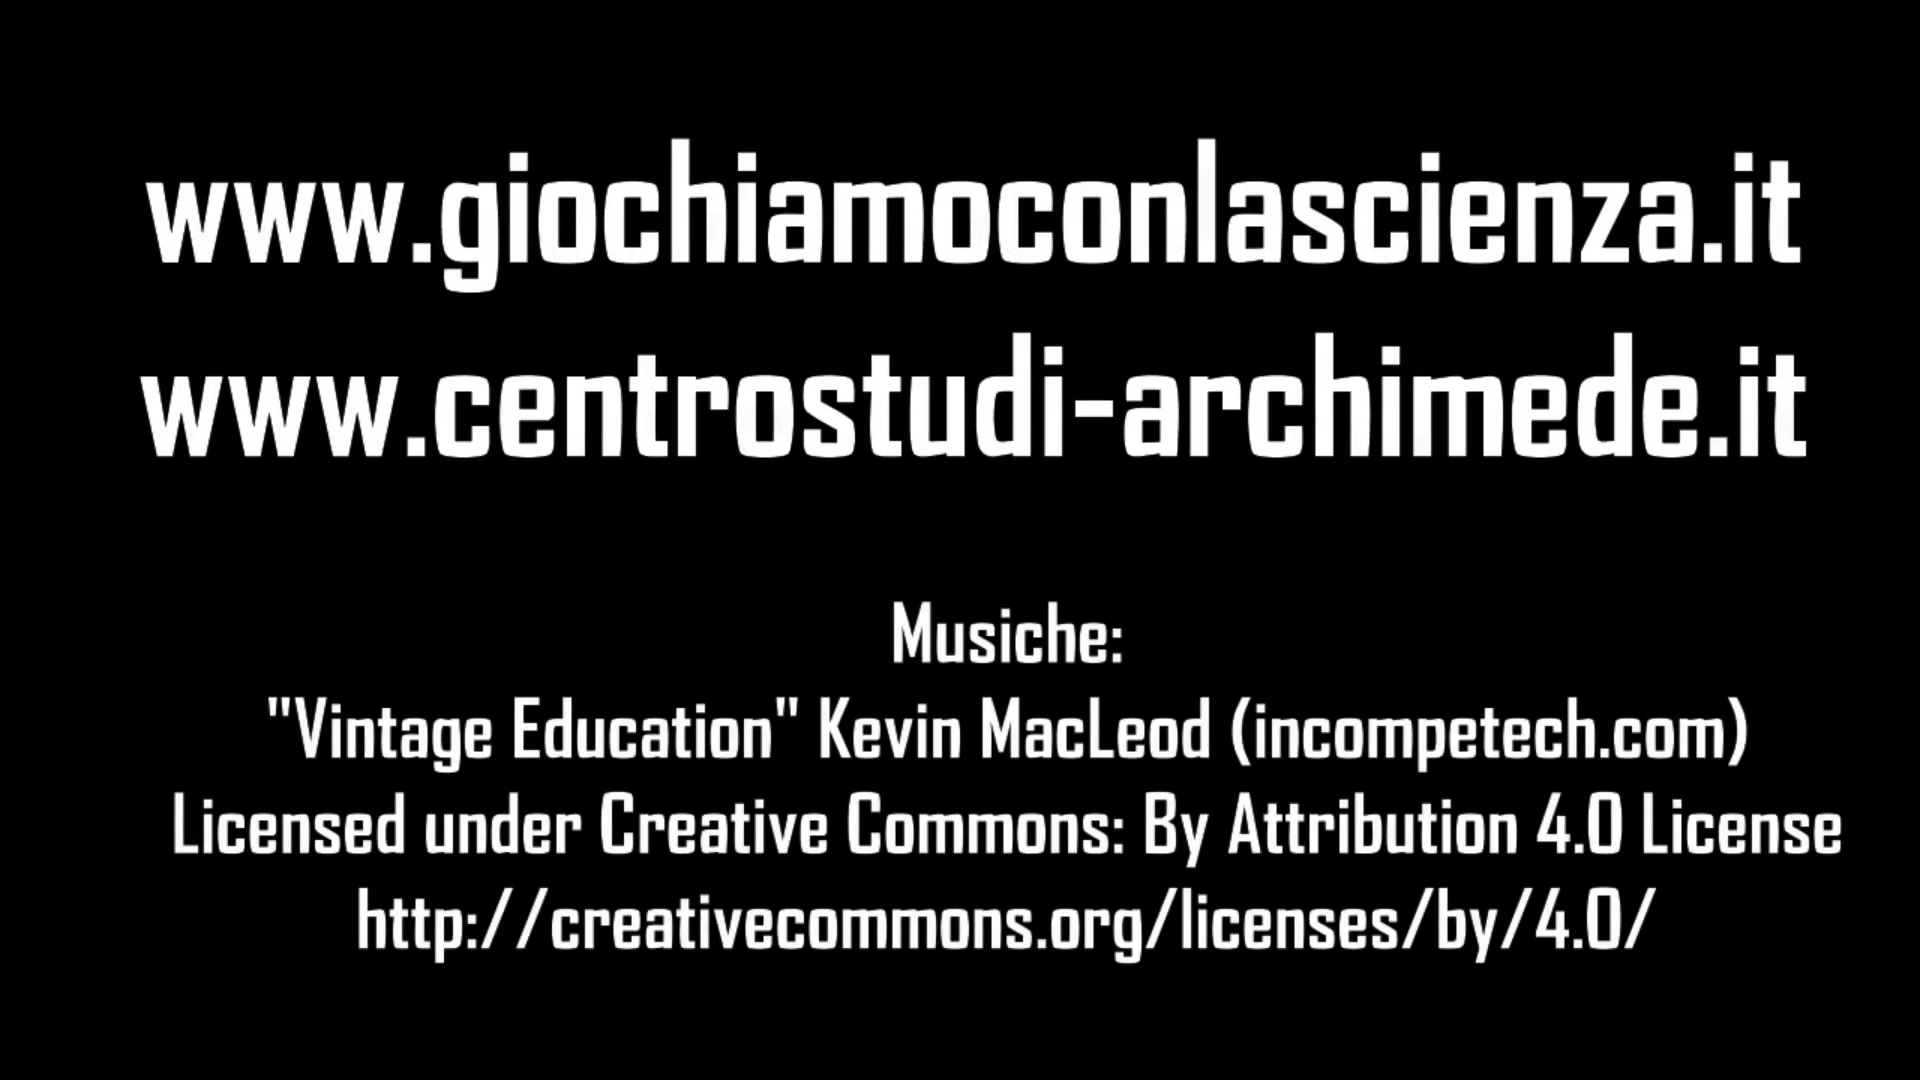 www.giochiamoconlascienza.it
www.centrostudi-archimede.it
Musiche:
"Vintage Education" Kevin MacLeod (incompetech.com)
Licensed under Creative Commons: By Attribution 4.0 License
http://creativecommons.org/licenses/by/4.0/